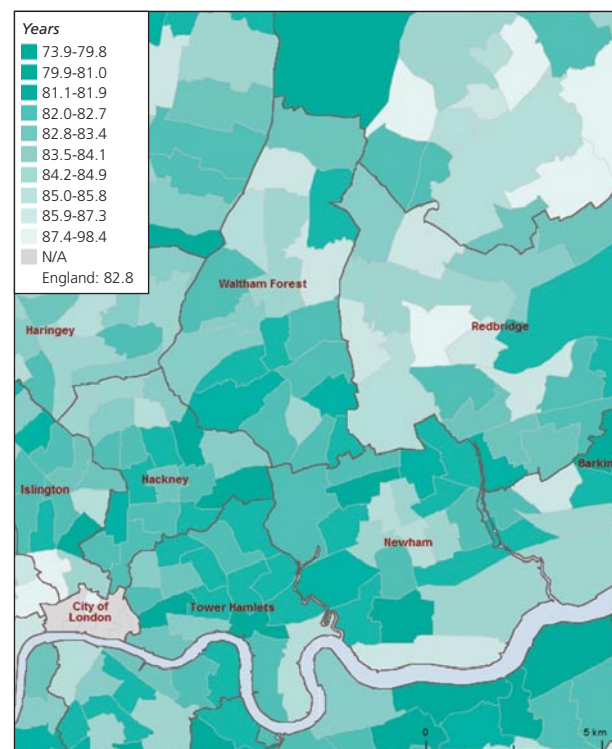 Years
73.9-79.8
79.9-81.0
81.1-81.9
82.0-82.7
82.8-83.4
83.5-84.1
84.2-84.9
85.0-85.8
85.9-87.3
87.4-98.4
N/A
England: 82.8
Waltham Forest
Haringey
Redbridge
Barkin
Hackney
Islington
Newham
City of
London
Tower Hamlets
0 5 km